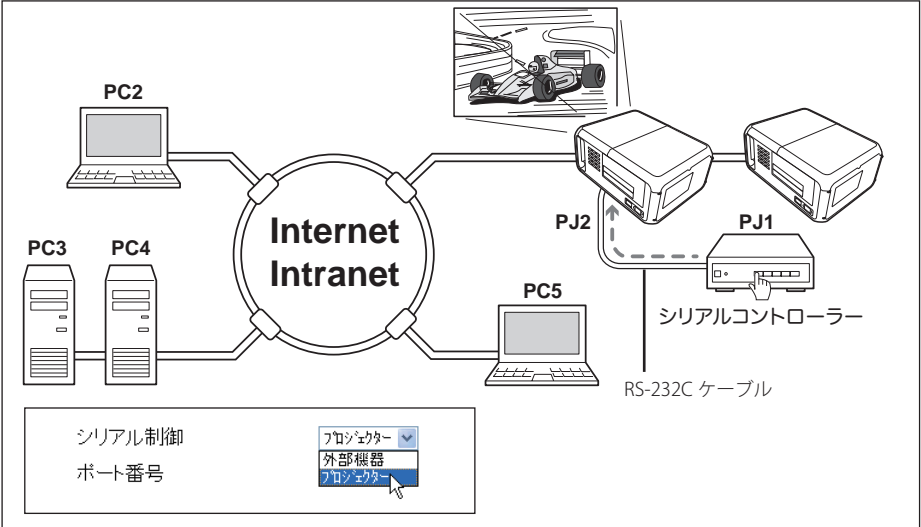 PC2
PC3
PC4
Internet
Intranet
PC5
PJ2
PJ1
シリアルコントローラー
RS-232C ケーブル
シリアル制御
プロジェクター
外部機器
ポート番号
プロジェクター